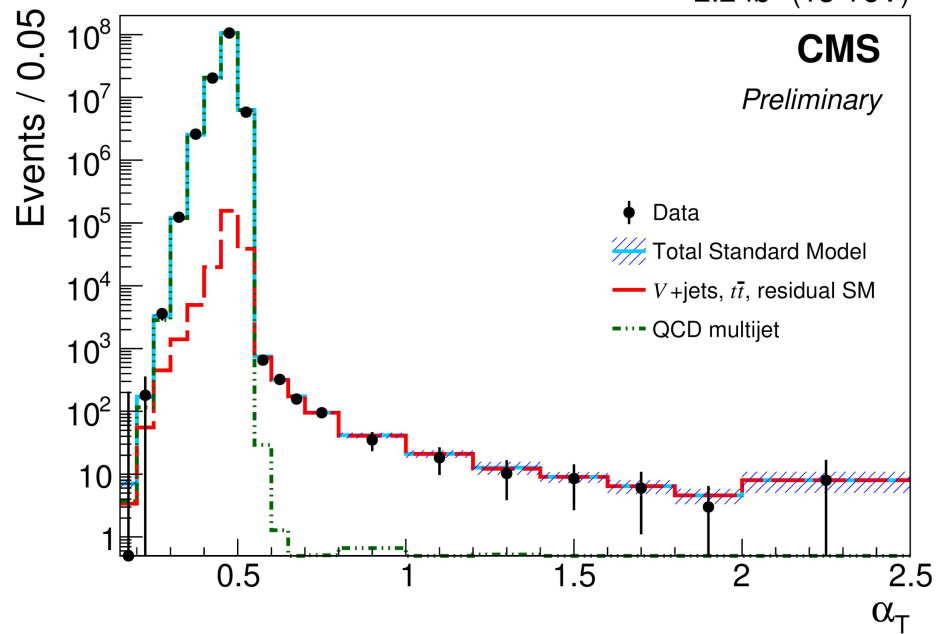 CMS
Preliminary
Events / 0.05
10⁸
10⁷
10⁶
10⁵
10⁴
10³
10²
10
1
Data
Total Standard Model
V+jets, tt̄, residual SM
QCD multijet
0.5
1
1.5
2
2.5
α_T